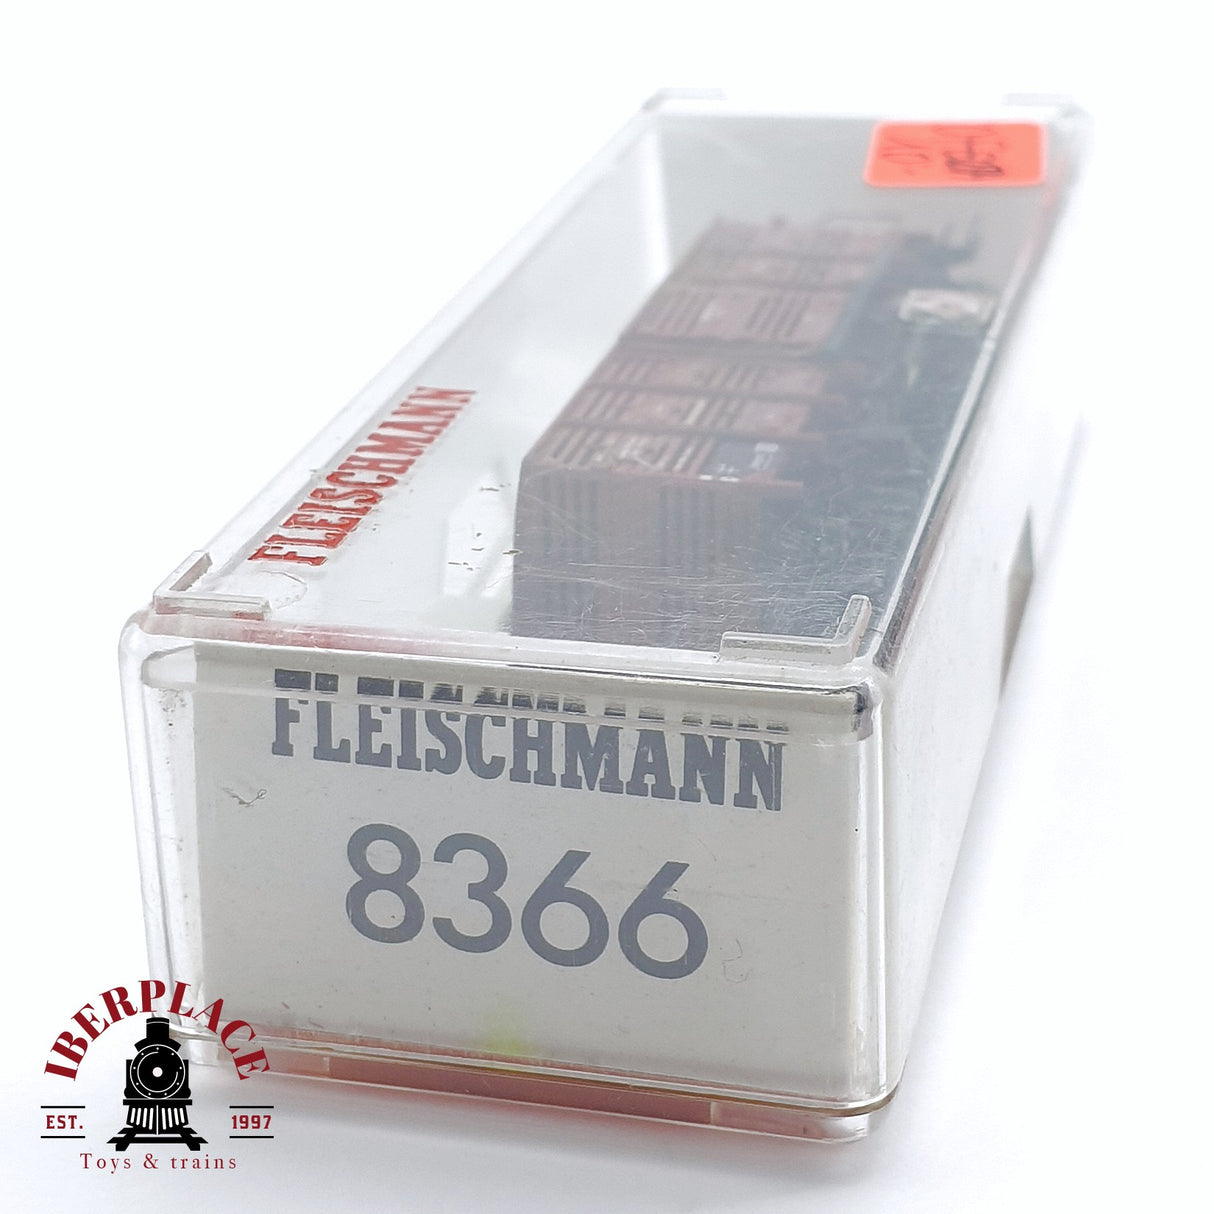 FLEISCHMANN
FLEISCHMANN
8366
IBERPLACE
EST. 1997
Toys & trains